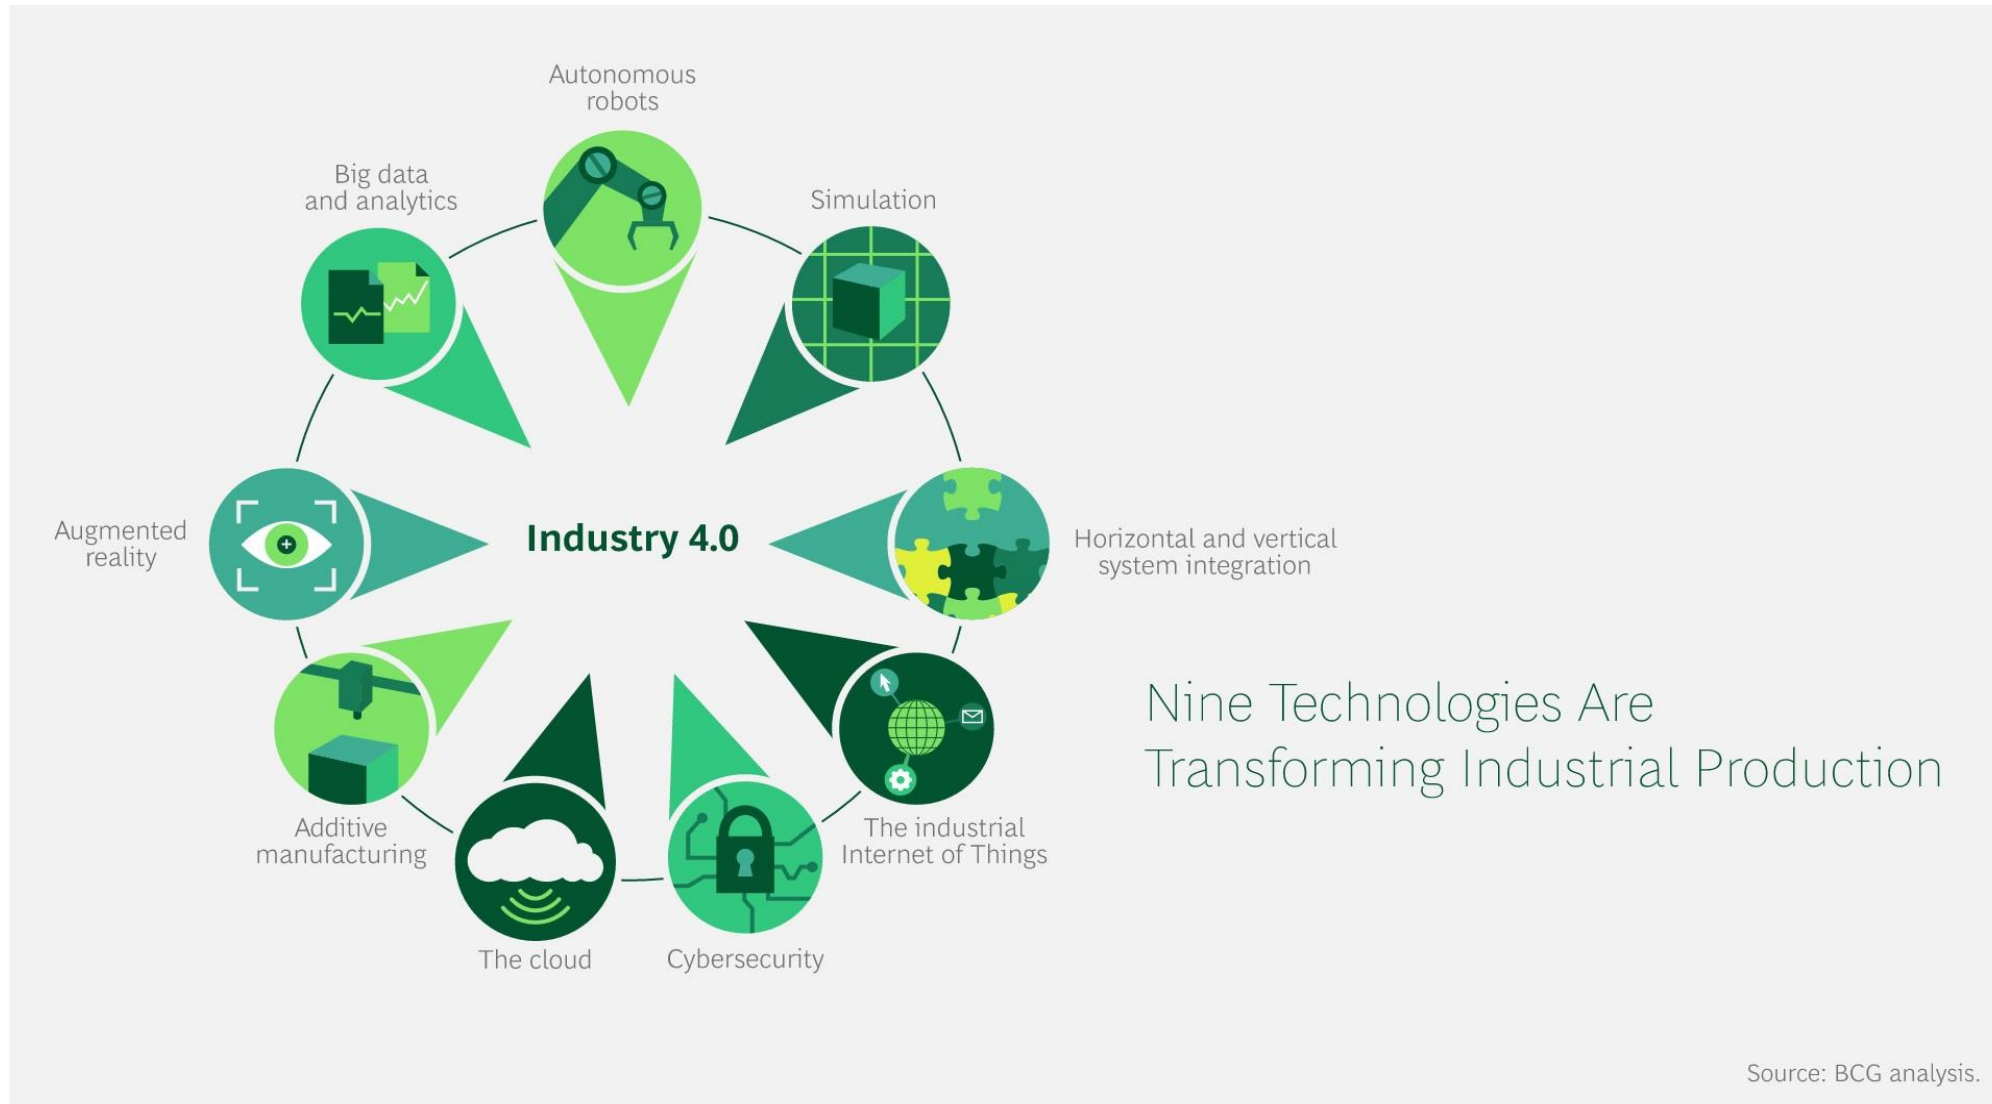 Autonomous
robots
Big data
and analytics
Simulation
Augmented
reality
Industry 4.0
Horizontal and vertical
system integration
Nine Technologies Are
Transforming Industrial Production
Additive
manufacturing
The industrial
Internet of Things
The cloud
Cybersecurity
Source: BCG analysis.